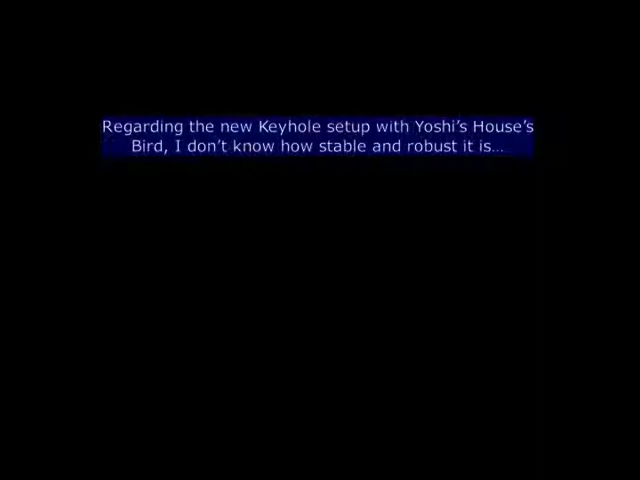 Regarding the new Keyhole setup with Yoshi’s House’s
Bird, I don’t know how stable and robust it is…